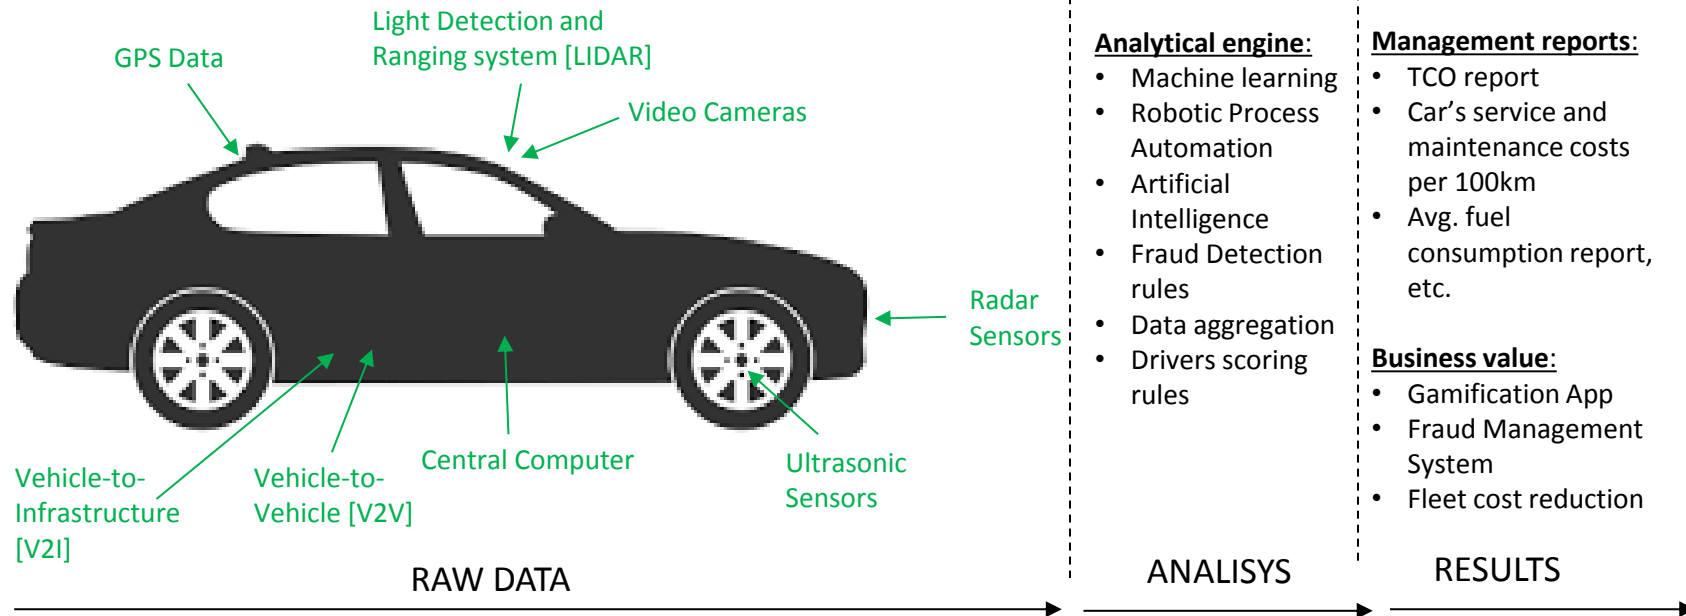 GPS Data
Light Detection and
Ranging system [LIDAR]
Video Cameras
Radar
Sensors
Vehicle-to-
Infrastructure
[V2I]
Vehicle-to-
Vehicle [V2V]
Central Computer
Ultrasonic
Sensors
RAW DATA
Analytical engine:
• Machine learning
• Robotic Process
Automation
• Artificial
Intelligence
• Fraud Detection
rules
• Data aggregation
• Drivers scoring
rules
ANALISYS
Management reports:
• TCO report
• Car’s service and
maintenance costs
per 100km
• Avg. fuel
consumption report,
etc.
Business value:
• Gamification App
• Fraud Management
System
• Fleet cost reduction
RESULTS